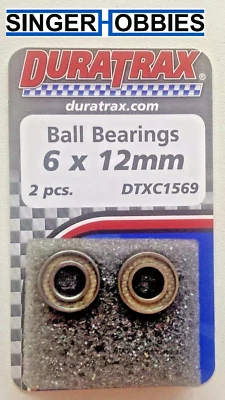 SINGER HOBBIES
DURATRAX®
duratrax.com
Ball Bearings
6 x 12mm
2 pcs. DTXC1569